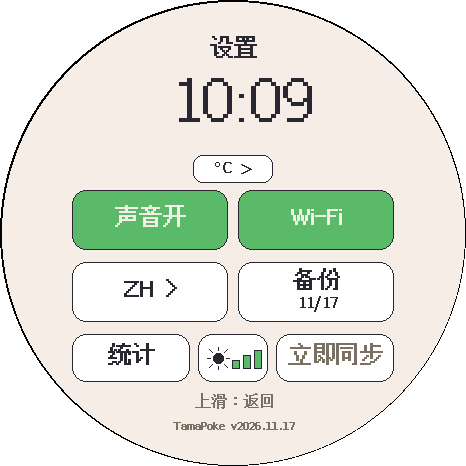 设置
10:09
°C >
声音开
Wi-Fi
ZH >
备份
11/17
统计
立即同步
上滑：返回
TamaPoke v2026.11.17